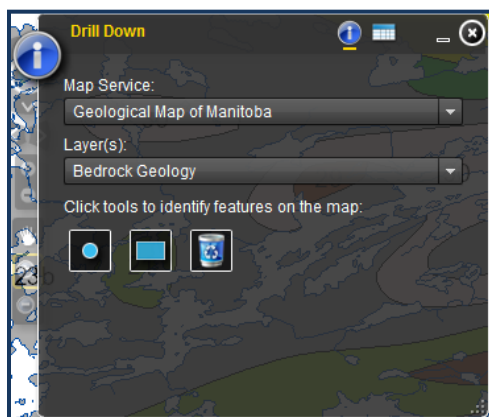 Drill Down
Map Service:
Geological Map of Manitoba
Layer(s):
Bedrock Geology
Click tools to identify features on the map:
23b